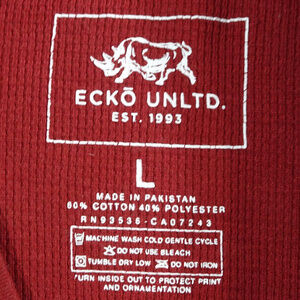 ECKŌ UNLTD.
EST. 1993
L
MADE IN PAKISTAN
60% COTTON 40% POLYESTER
RN93536-CA07243
MACHINE WASH COLD GENTLE CYCLE
DO NOT USE BLEACH
TUMBLE DRY LOW DO NOT IRON
TURN INSIDE OUT TO PROTECT PRINT
AND ORNAMENTATION